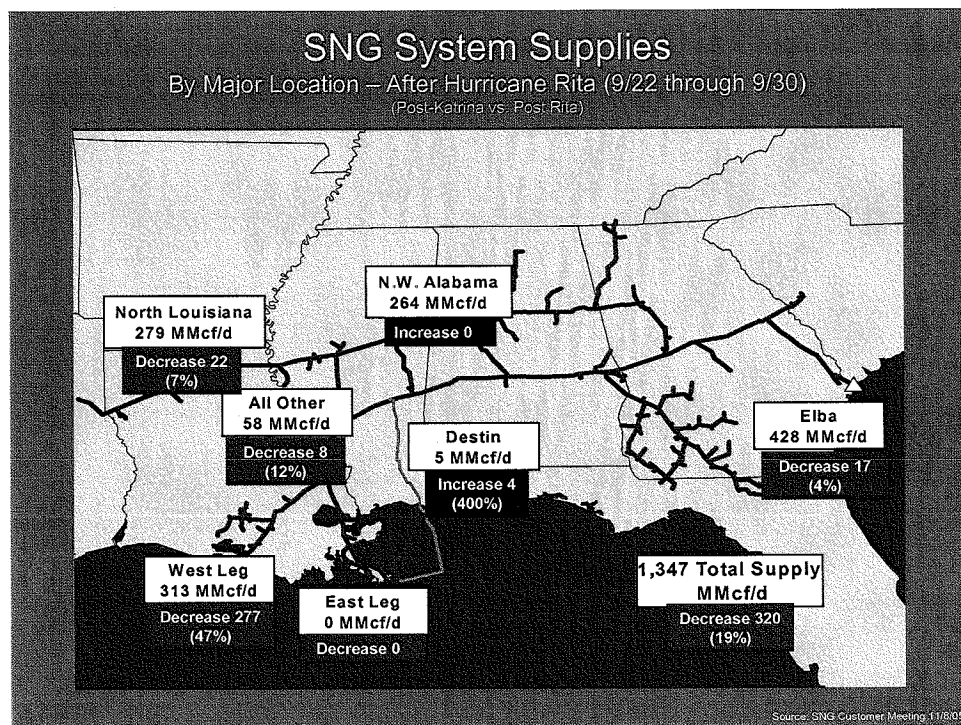 SNG System Supplies
By Major Location – After Hurricane Rita (9/22 through 9/30)
(Post-Katrina vs. Post Rita)
N.W. Alabama
264 MMcf/d
Increase 0
North Louisiana
279 MMcf/d
Decrease 22
(7%)
All Other
58 MMcf/d
Decrease 8
(12%)
Destin
5 MMcf/d
Increase 4
(400%)
Elba
428 MMcf/d
Decrease 17
(4%)
West Leg
313 MMcf/d
Decrease 277
(47%)
East Leg
0 MMcf/d
Decrease 0
1,347 Total Supply
MMcf/d
Decrease 320
(19%)
Source: SNG Customer Meeting 11/8/05